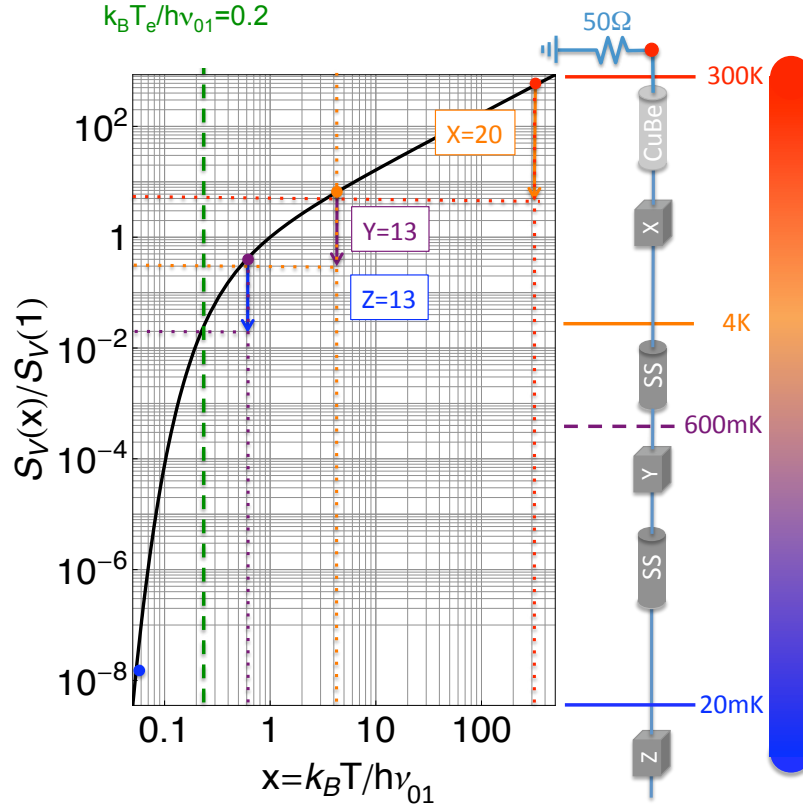 k_BT_e/hν_01=0.2
50Ω
300K
CuBe
X
4K
SS
600mK
Y
SS
20mK
Z
X=20
Y=13
Z=13
S_V(x)/S_V(1)
10^2
1
10^-2
10^-4
10^-6
10^-8
0.1
1
10
100
x=k_BT/hν_01